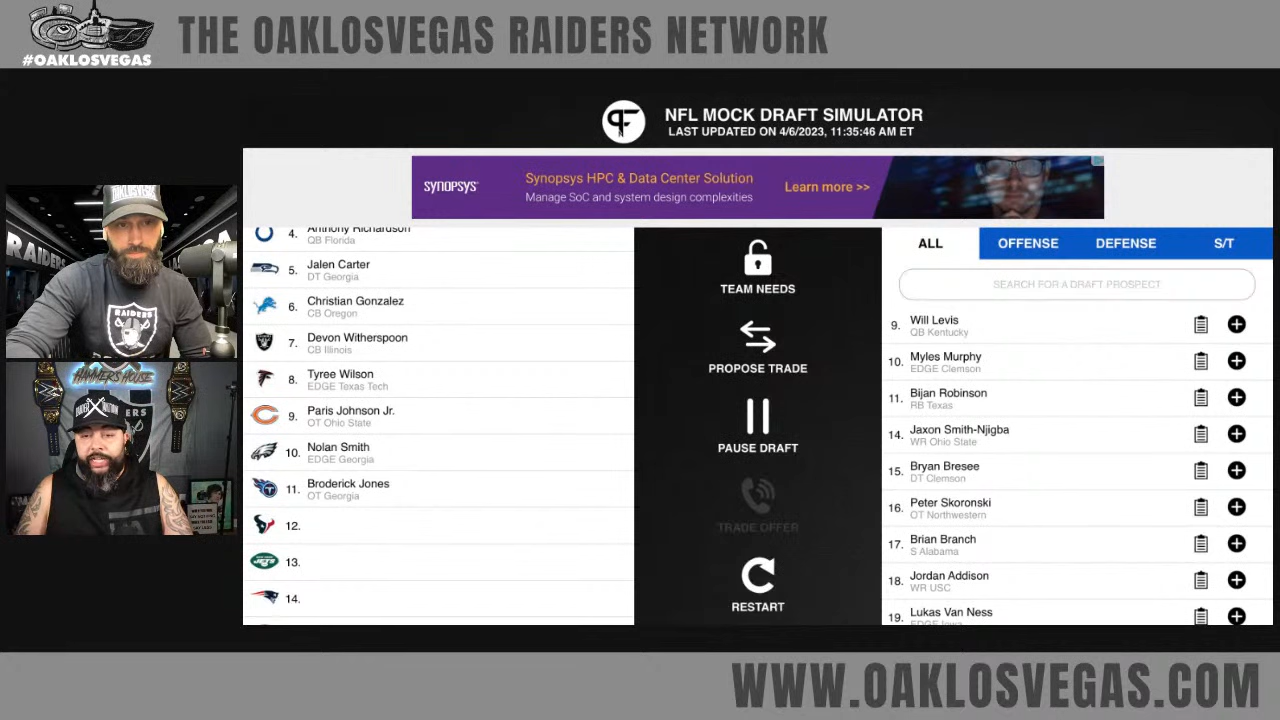 THE OAKLOSVEGAS RAIDERS NETWORK
#OAKLOSVEGAS
NFL MOCK DRAFT SIMULATOR
LAST UPDATED ON 4/6/2023, 11:35:46 AM ET
SYNOPSYS
Synopsys HPC & Data Center Solution
Manage SoC and system design complexities
Learn more >>
4. Anthony Richardson
QB Florida
5. Jalen Carter
DT Georgia
6. Christian Gonzalez
CB Oregon
7. Devon Witherspoon
CB Illinois
8. Tyree Wilson
EDGE Texas Tech
9. Paris Johnson Jr.
OT Ohio State
10. Nolan Smith
EDGE Georgia
11. Broderick Jones
OT Georgia
12.
JETS
13.
14.
TEAM NEEDS
PROPOSE TRADE
PAUSE DRAFT
TRADE OFFER
RESTART
ALL
OFFENSE
DEFENSE
S/T
SEARCH FOR A DRAFT PROSPECT
9. Will Levis
QB Kentucky
10. Myles Murphy
EDGE Clemson
11. Bijan Robinson
RB Texas
14. Jaxon Smith-Njigba
WR Ohio State
15. Bryan Bresee
DT Clemson
16. Peter Skoronski
OT Northwestern
17. Brian Branch
S Alabama
18. Jordan Addison
WR USC
19. Lukas Van Ness
EDGE Iowa
RAIDERS
RAIDERS
HAMMERS HOUSE
WWW.OAKLOSVEGAS.COM